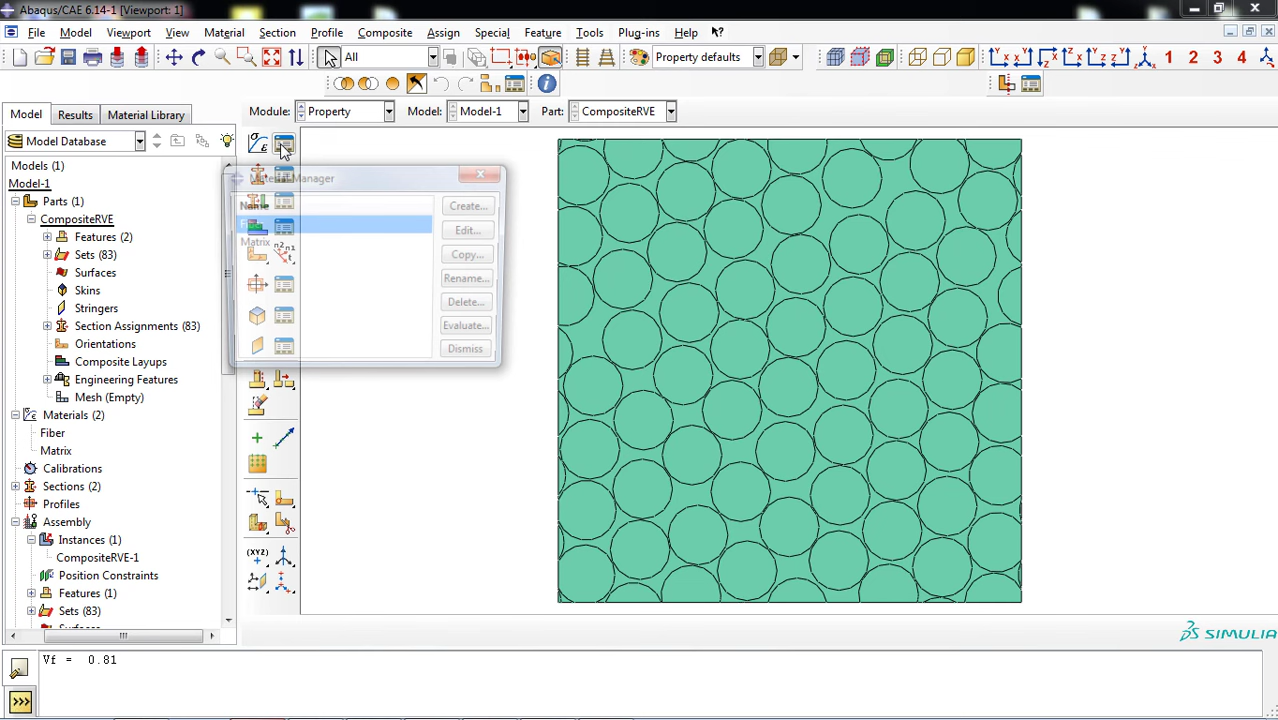 Abaqus/CAE 6.14-1 [Viewport: 1]
File Model Viewport View Material Section Profile Composite Assign Special Feature Tools Plug-ins Help
All Property defaults 1 2 3 4
Module: Property Model: Model-1 Part: CompositeRVE
Model Results Material Library
Model Database
Models (1)
Model-1
Parts (1)
CompositeRVE
Features (2)
Sets (83)
Surfaces
Skins
Stringers
Section Assignments (83)
Orientations
Composite Layups
Engineering Features
Mesh (Empty)
Materials (2)
Fiber
Matrix
Calibrations
Sections (2)
Profiles
Assembly
Instances (1)
CompositeRVE-1
Position Constraints
Features (1)
Sets (83)
Material Manager
Name
Matrix
Create...
Edit...
Copy...
Rename...
Delete...
Evaluate...
Dismiss
(XYZ)
SIMULIA
Vf = 0.81
>>>